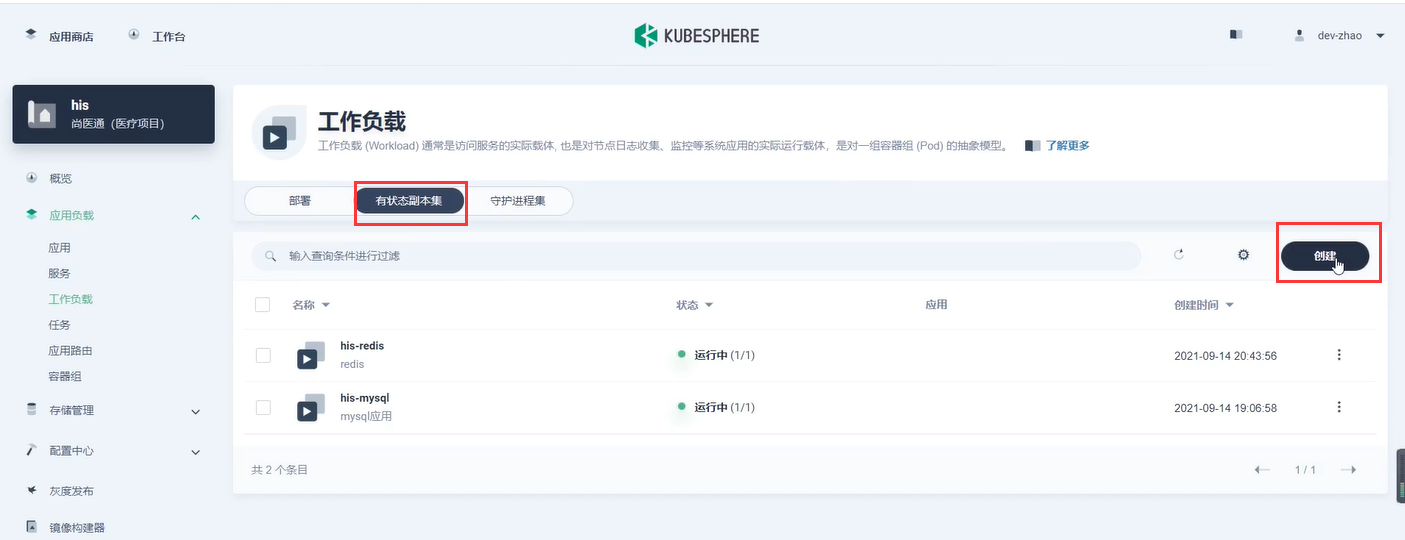 应用商店 工作台 KUBESPHERE dev-zhao
his
尚医通（医疗项目）
工作负载
工作负载 (Workload) 通常是访问服务的实际载体, 也是对节点日志收集、监控等系统应用的实际运行载体，是对一组容器组 (Pod) 的抽象模型。 了解更多
概览
应用负载
应用
服务
工作负载
任务
应用路由
容器组
存储管理
配置中心
灰度发布
镜像构建器
部署 有状态副本集 守护进程集
输入查询条件进行过滤 创建
名称 状态 应用 创建时间
his-redis
redis
运行中 (1/1) 2021-09-14 20:43:56
his-mysql
mysql应用
运行中 (1/1) 2021-09-14 19:06:58
共 2 个条目 1 / 1